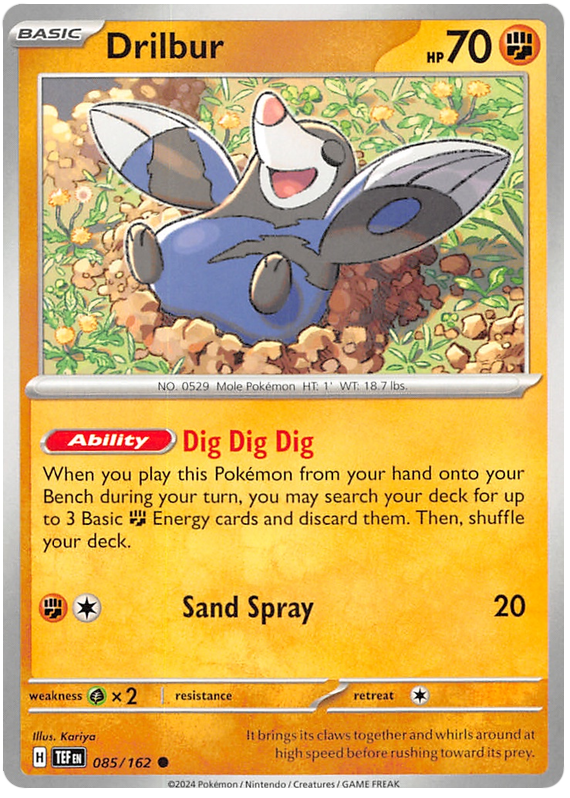 BASIC
Drilbur
HP 70
NO. 0529 Mole Pokémon HT: 1' WT: 18.7 lbs.
Ability Dig Dig Dig
When you play this Pokémon from your hand onto your
Bench during your turn, you may search your deck for up
to 3 Basic Energy cards and discard them. Then, shuffle
your deck.
Sand Spray 20
weakness ×2 resistance retreat
Illus. Kariya
It brings its claws together and whirls around at
high speed before rushing toward its prey.
H TEF EN 085/162
©2024 Pokémon / Nintendo / Creatures / GAME FREAK